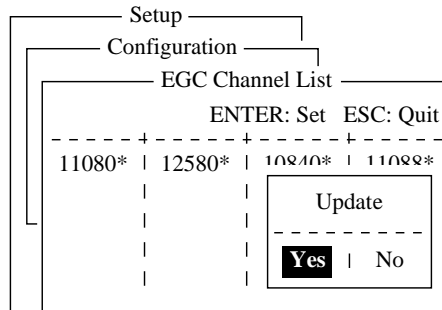 Setup
Configuration
EGC Channel List
ENTER: Set ESC: Quit
11080* 12580* 10840* 11088*
Update
Yes No